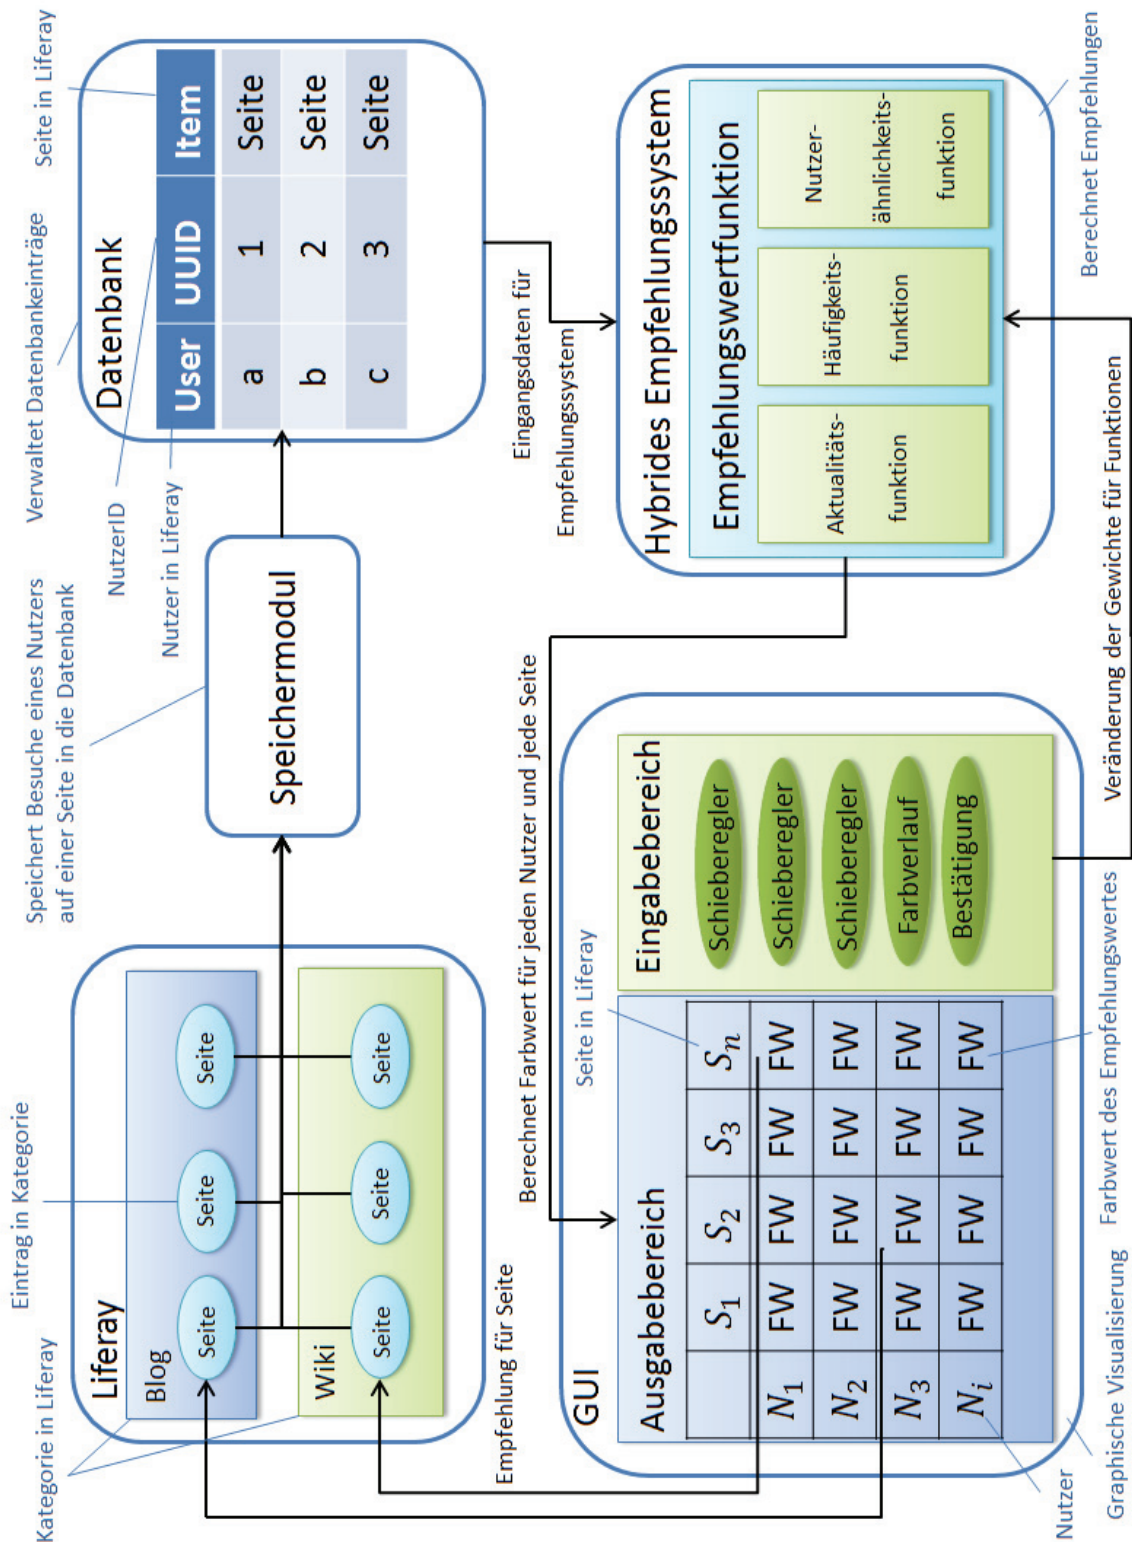 Kategorie in Liferay
Eintrag in Kategorie
Liferay
Blog
Seite
Seite
Seite
Wiki
Seite
Seite
Seite
Speichert Besuche eines Nutzers
auf einer Seite in die Datenbank
Speichermodul
Verwaltet Datenbankeinträge
Seite in Liferay
NutzerID
Nutzer in Liferay
Datenbank
User UUID Item
a 1 Seite
b 2 Seite
c 3 Seite
Empfehlung für Seite
Berechnet Farbwert für jeden Nutzer und jede Seite
Eingangsdaten für
Empfehlungssystem
GUI
Seite in Liferay
Ausgabebereich
S₁ S₂ S₃ Sₙ
N₁ FW FW FW FW
N₂ FW FW FW FW
N₃ FW FW FW FW
Nᵢ FW FW FW FW
Eingabebereich
Schieberegler
Schieberegler
Schieberegler
Farbverlauf
Bestätigung
Hybrides Empfehlungssystem
Empfehlungswertfunktion
Aktualitäts-
funktion
Häufigkeits-
funktion
Nutzer-
ähnlichkeits-
funktion
Berechnet Empfehlungen
Nutzer
Graphische Visualisierung
Farbwert des Empfehlungswertes
Veränderung der Gewichte für Funktionen